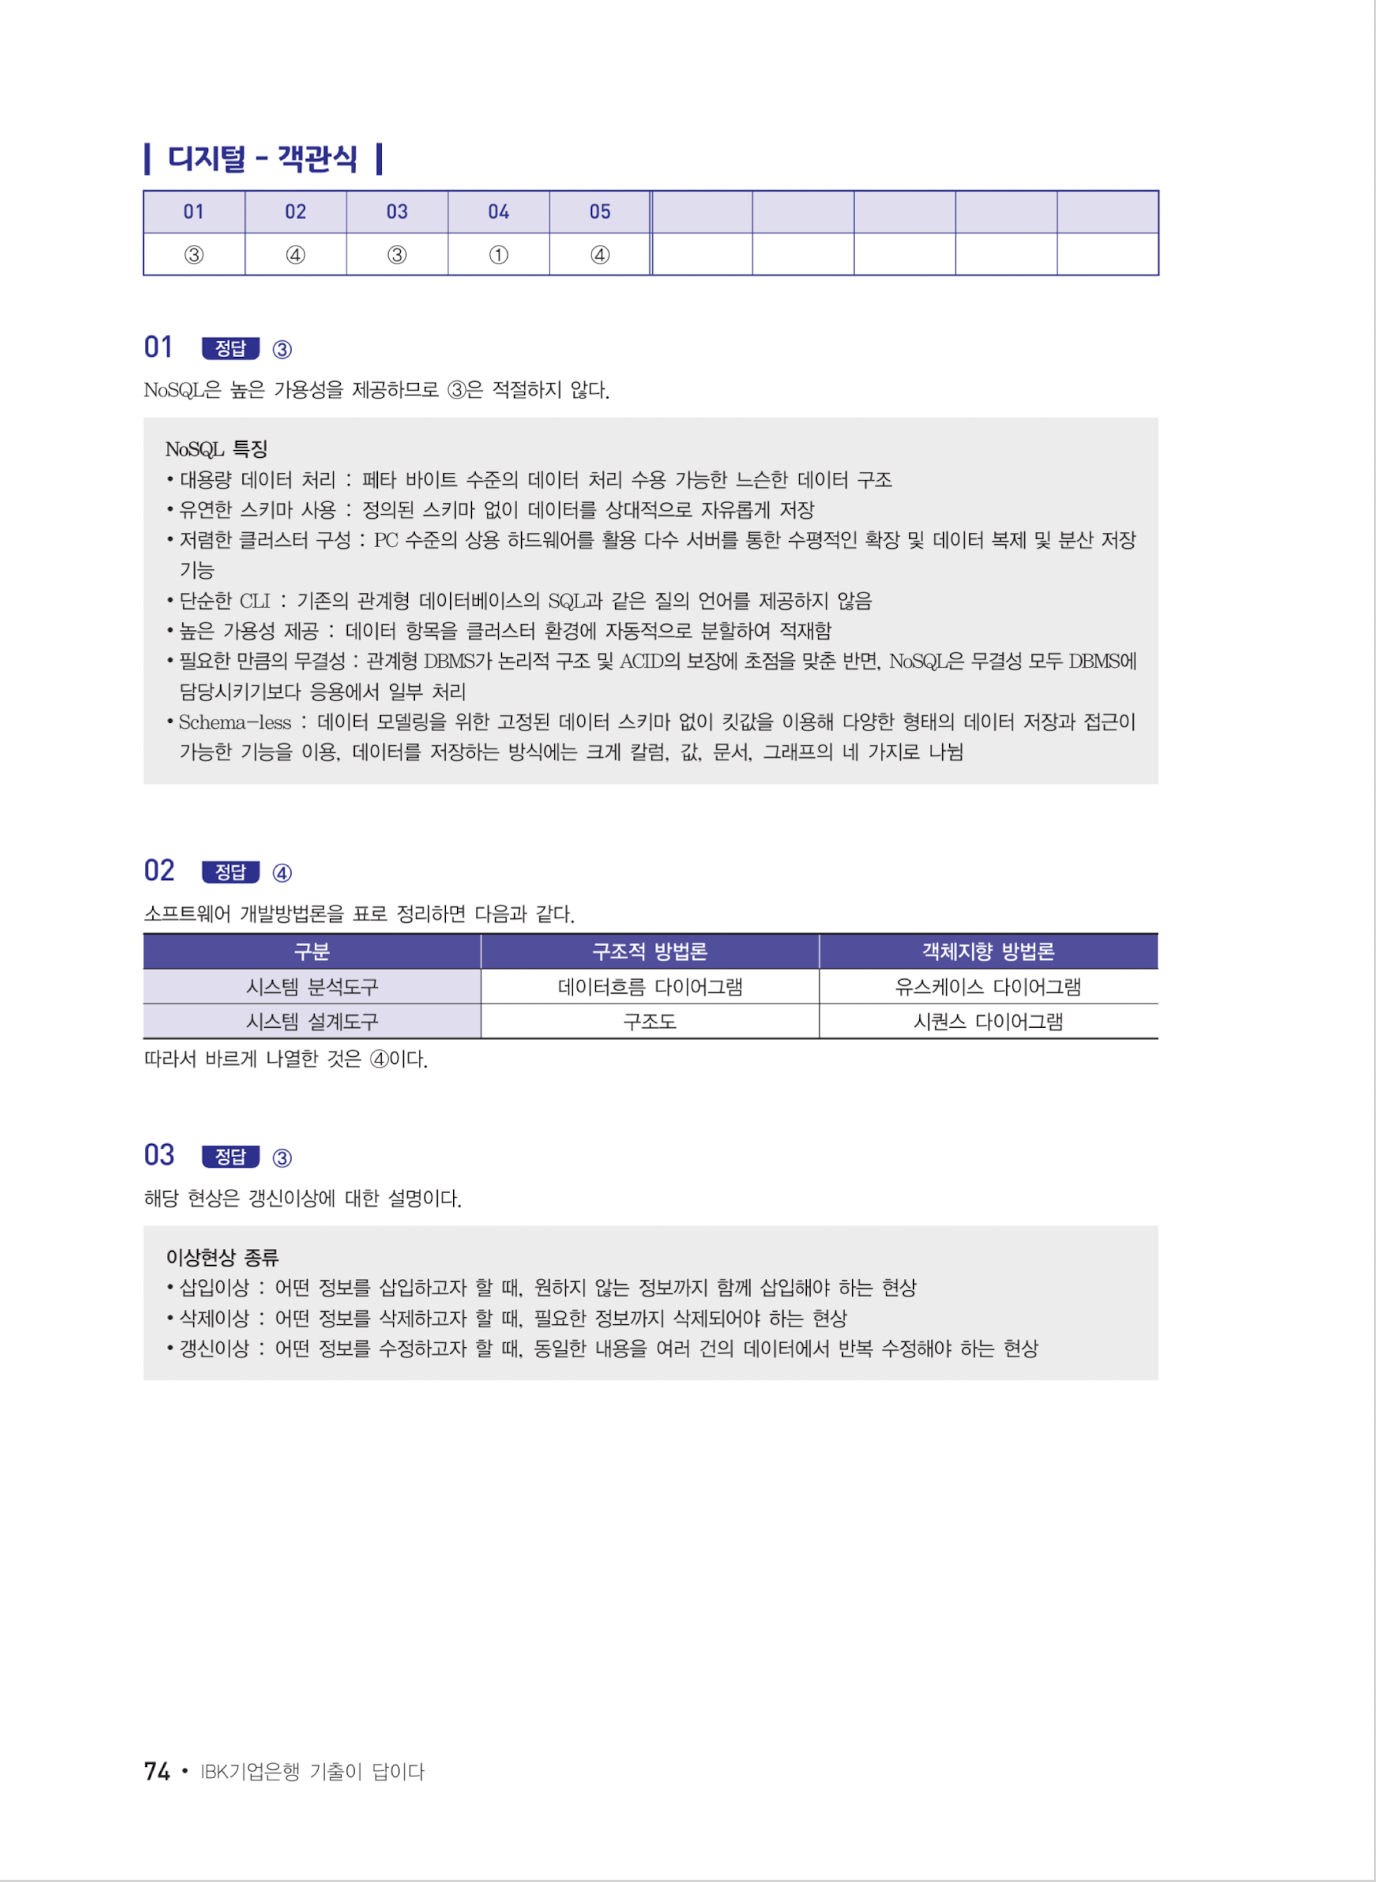 디지털 - 객관식
01 02 03 04 05
③ ④ ③ ① ④
01 정답 ③
NoSQL은 높은 가용성을 제공하므로 ③은 적절하지 않다.
NoSQL 특징
• 대용량 데이터 처리 : 페타 바이트 수준의 데이터 처리 수용 가능한 느슨한 데이터 구조
• 유연한 스키마 사용 : 정의된 스키마 없이 데이터를 상대적으로 자유롭게 저장
• 저렴한 클러스터 구성 : PC 수준의 상용 하드웨어를 활용 다수 서버를 통한 수평적인 확장 및 데이터 복제 및 분산 저장
기능
• 단순한 CLI : 기존의 관계형 데이터베이스의 SQL과 같은 질의 언어를 제공하지 않음
• 높은 가용성 제공 : 데이터 항목을 클러스터 환경에 자동적으로 분할하여 적재함
• 필요한 만큼의 무결성 : 관계형 DBMS가 논리적 구조 및 ACID의 보장에 초점을 맞춘 반면, NoSQL은 무결성 모두 DBMS에
담당시키기보다 응용에서 일부 처리
• Schema-less : 데이터 모델링을 위한 고정된 데이터 스키마 없이 킷값을 이용해 다양한 형태의 데이터 저장과 접근이
가능한 기능을 이용, 데이터를 저장하는 방식에는 크게 칼럼, 값, 문서, 그래프의 네 가지로 나뉨
02 정답 ④
소프트웨어 개발방법론을 표로 정리하면 다음과 같다.
구분 구조적 방법론 객체지향 방법론
시스템 분석도구 데이터흐름 다이어그램 유스케이스 다이어그램
시스템 설계도구 구조도 시퀀스 다이어그램
따라서 바르게 나열한 것은 ④이다.
03 정답 ③
해당 현상은 갱신이상에 대한 설명이다.
이상현상 종류
• 삽입이상 : 어떤 정보를 삽입하고자 할 때, 원하지 않는 정보까지 함께 삽입해야 하는 현상
• 삭제이상 : 어떤 정보를 삭제하고자 할 때, 필요한 정보까지 삭제되어야 하는 현상
• 갱신이상 : 어떤 정보를 수정하고자 할 때, 동일한 내용을 여러 건의 데이터에서 반복 수정해야 하는 현상
74 • IBK기업은행 기출이 답이다